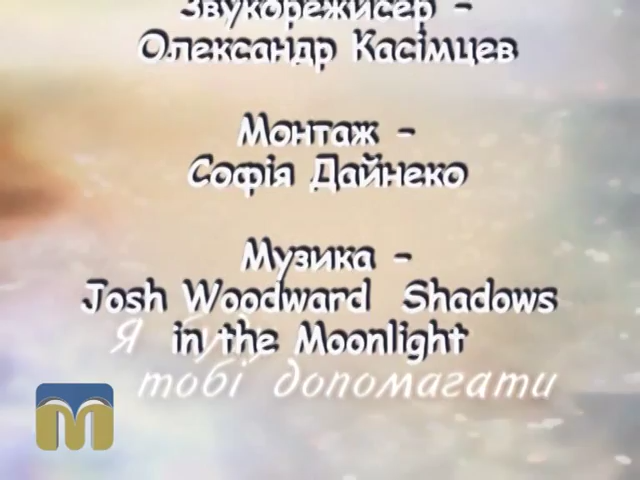 Звукорежисер –
Олександр Касімцев
Монтаж –
Софія Дайнеко
Музика –
Josh Woodward Shadows
in the Moonlight
Я буду
тобі допомагати